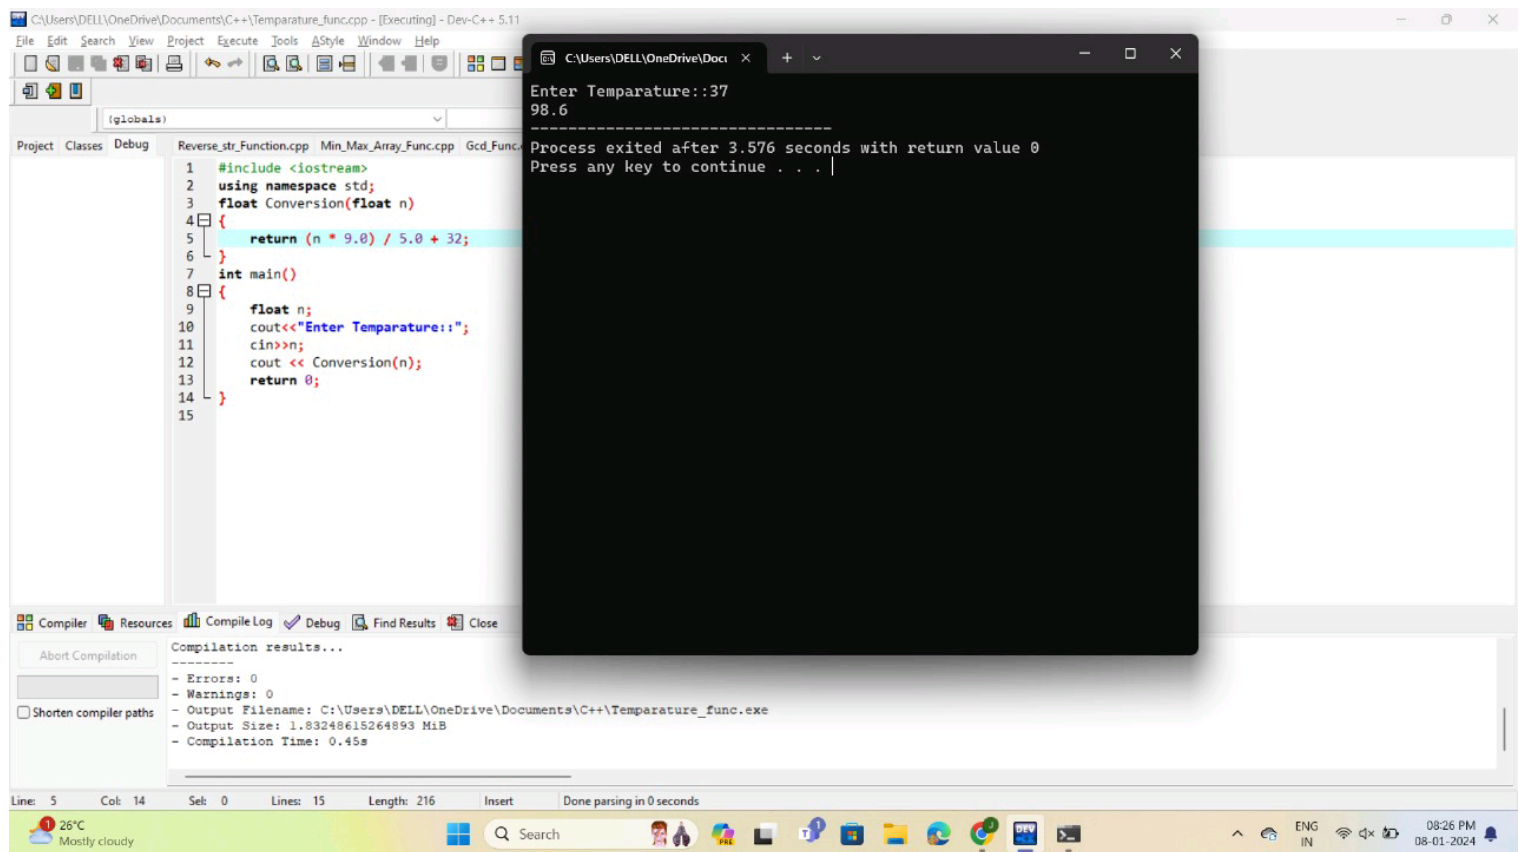 C:\Users\DELL\OneDrive\Documents\C++\Temparature_func.cpp - [Executing] - Dev-C++ 5.11
File Edit Search View Project Execute Tools AStyle Window Help
(globals)
Project Classes Debug
Reverse_str_Function.cpp Min_Max_Array_Func.cpp Gcd_Func.
1 #include <iostream>
2 using namespace std;
3 float Conversion(float n)
4 {
5 return (n * 9.0) / 5.0 + 32;
6 }
7 int main()
8 {
9 float n;
10 cout<<"Enter Temparature::";
11 cin>>n;
12 cout << Conversion(n);
13 return 0;
14 }
15
C:\Users\DELL\OneDrive\Docu
Enter Temparature::37
98.6
--------------------------------
Process exited after 3.576 seconds with return value 0
Press any key to continue . . .
Compiler Resources Compile Log Debug Find Results Close
Abort Compilation
Shorten compiler paths
Compilation results...
--------
- Errors: 0
- Warnings: 0
- Output Filename: C:\Users\DELL\OneDrive\Documents\C++\Temparature_func.exe
- Output Size: 1.83248615264893 MiB
- Compilation Time: 0.45s
Line: 5 Col: 14 Sel: 0 Lines: 15 Length: 216 Insert Done parsing in 0 seconds
1
26°C
Mostly cloudy
Search
PRE
1
J
DEV
ENG
IN
08:26 PM
08-01-2024